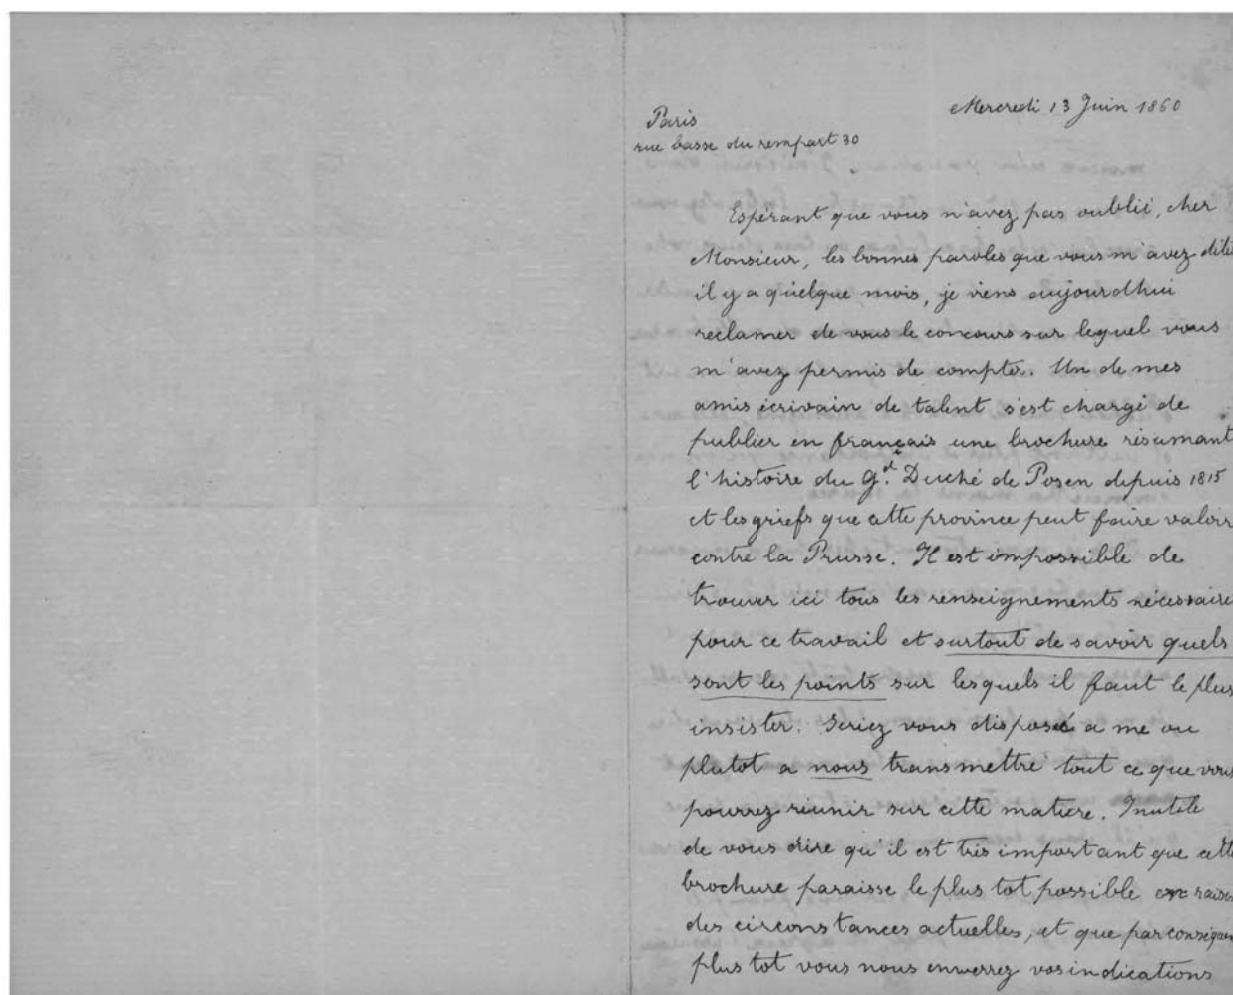 Mercredi 13 Juin 1860
Paris
rue basse du rempart 30
Espérant que vous n'avez pas oublié, cher
Monsieur, les bonnes paroles que vous m'avez dites
il y a quelque mois, je viens aujourdhui
reclamer de vous le concours sur lequel vous
m'avez permis de compter. Un de mes
amis écrivain de talent s'est chargé de
publier en français une brochure résumant
l'histoire du Gd. Duché de Posen depuis 1815
et les griefs que cette province peut faire valoir
contre la Prusse. Il est impossible de
trouver ici tous les renseignements nécessaires
pour ce travail et surtout de savoir quels
sont les points sur lesquels il faut le plus
insister. Seriez vous disposé a me ou
plutot a nous transmettre tout ce que vous
pourrez réunir sur cette matière. Inutile
de vous dire qu'il est très important que cette
brochure paraisse le plus tot possible en raison
des circonstances actuelles, et que par conséquent
plus tot vous nous enverrez vos indications